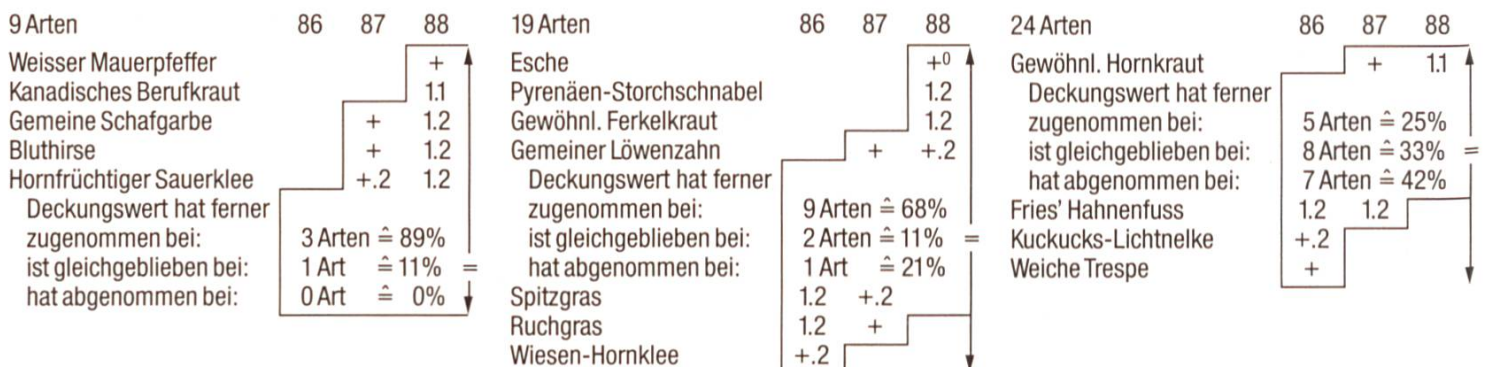 9 Arten 86 87 88
Weisser Mauerpfeffer +
Kanadisches Berufkraut 1.1
Gemeine Schafgarbe + 1.2
Bluthirse + 1.2
Hornfrüchtiger Sauerklee +.2 1.2
Deckungswert hat ferner
zugenommen bei: 3 Arten ≙ 89%
ist gleichgeblieben bei: 1 Art ≙ 11% =
hat abgenommen bei: 0 Art ≙ 0%
19 Arten 86 87 88
Esche +⁰
Pyrenäen-Storchschnabel 1.2
Gewöhnl. Ferkelkraut 1.2
Gemeiner Löwenzahn + +.2
Deckungswert hat ferner
zugenommen bei: 9 Arten ≙ 68%
ist gleichgeblieben bei: 2 Arten ≙ 11% =
hat abgenommen bei: 1 Art ≙ 21%
Spitzgras 1.2 +.2
Ruchgras 1.2 +
Wiesen-Hornklee +.2
24 Arten 86 87 88
Gewöhnl. Hornkraut + 1.1
Deckungswert hat ferner
zugenommen bei: 5 Arten ≙ 25%
ist gleichgeblieben bei: 8 Arten ≙ 33% =
hat abgenommen bei: 7 Arten ≙ 42%
Fries' Hahnenfuss 1.2 1.2
Kuckucks-Lichtnelke +.2
Weiche Trespe +